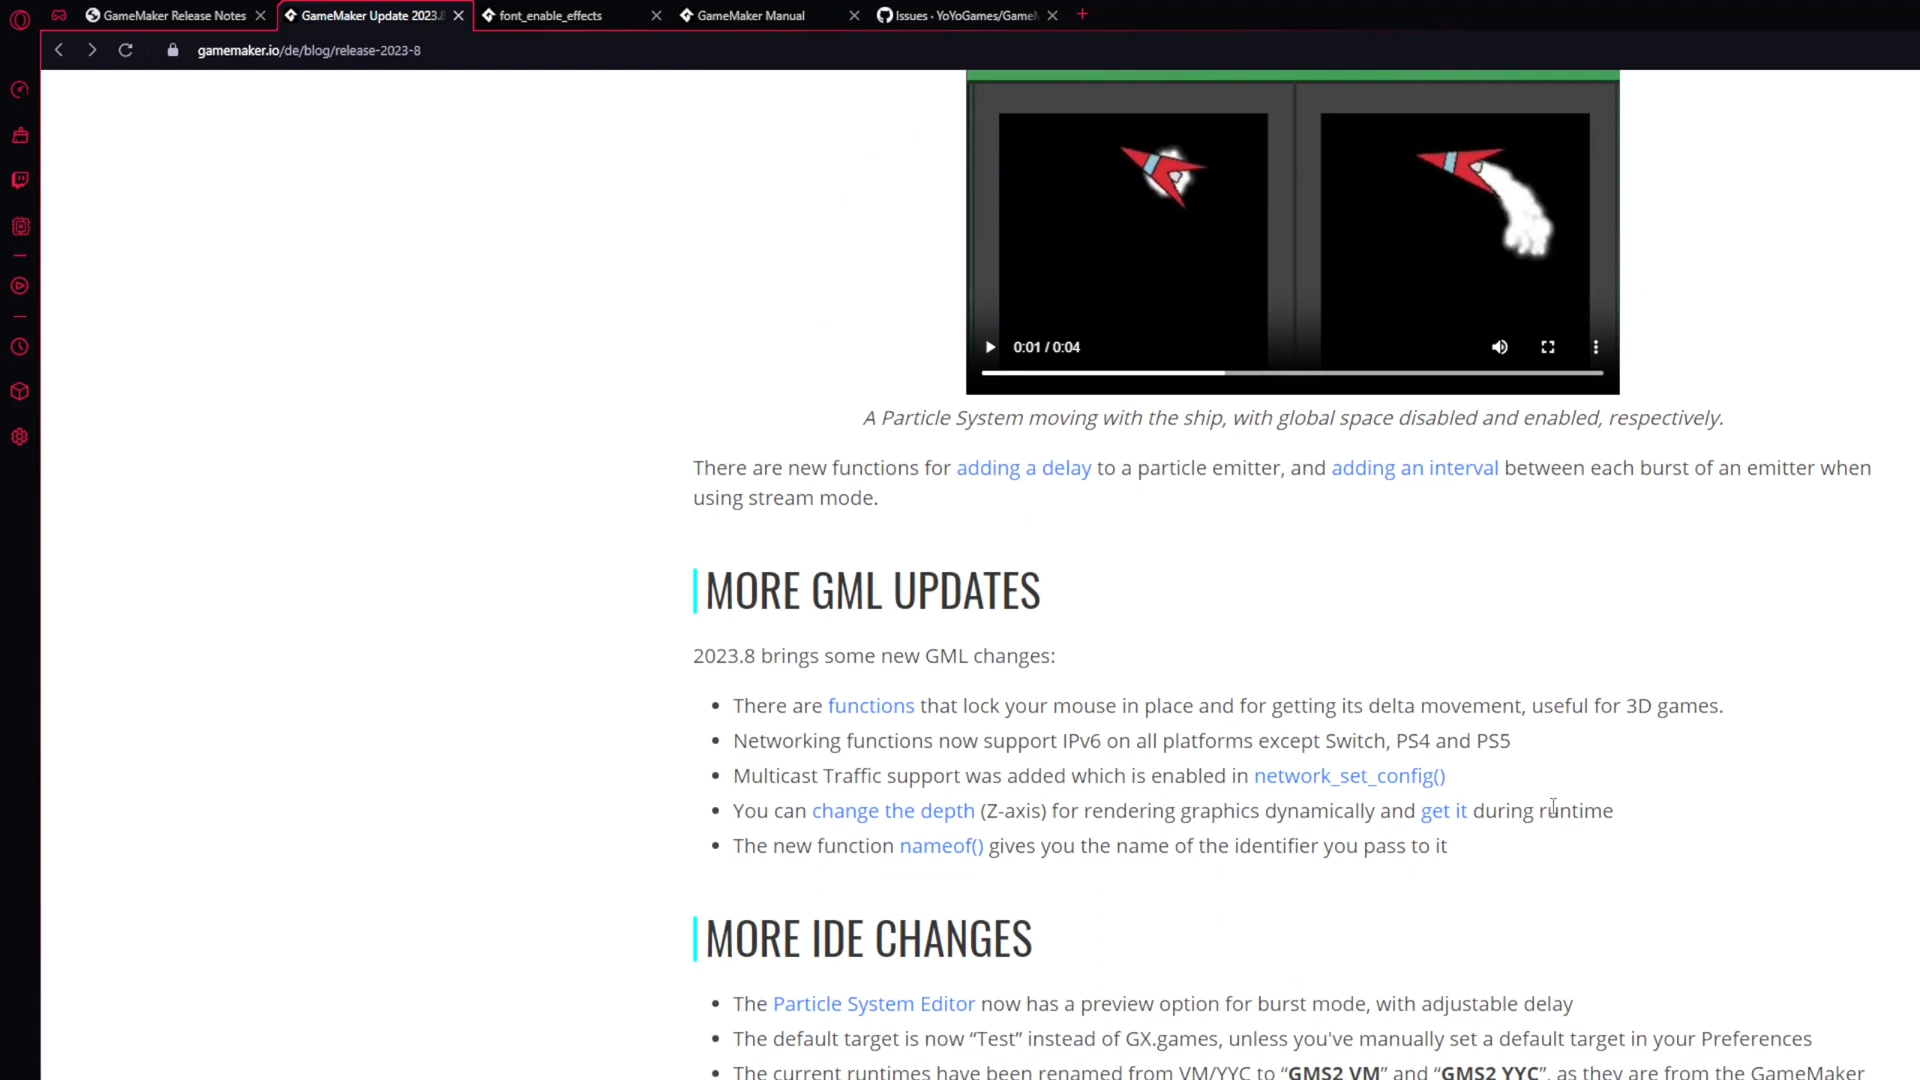 GameMaker Release Notes
GameMaker Update 2023.8
font_enable_effects
GameMaker Manual
Issues · YoYoGames/GameM
gamemaker.io/de/blog/release-2023-8
0:01 / 0:04
A Particle System moving with the ship, with global space disabled and enabled, respectively.
There are new functions for adding a delay to a particle emitter, and adding an interval between each burst of an emitter when
using stream mode.
MORE GML UPDATES
2023.8 brings some new GML changes:
• There are functions that lock your mouse in place and for getting its delta movement, useful for 3D games.
• Networking functions now support IPv6 on all platforms except Switch, PS4 and PS5
• Multicast Traffic support was added which is enabled in network_set_config()
• You can change the depth (Z-axis) for rendering graphics dynamically and get it during runtime
• The new function nameof() gives you the name of the identifier you pass to it
MORE IDE CHANGES
• The Particle System Editor now has a preview option for burst mode, with adjustable delay
• The default target is now “Test” instead of GX.games, unless you've manually set a default target in your Preferences
• The current runtimes have been renamed from VM/YYC to “GMS2 VM” and “GMS2 YYC”, as they are from the GameMaker